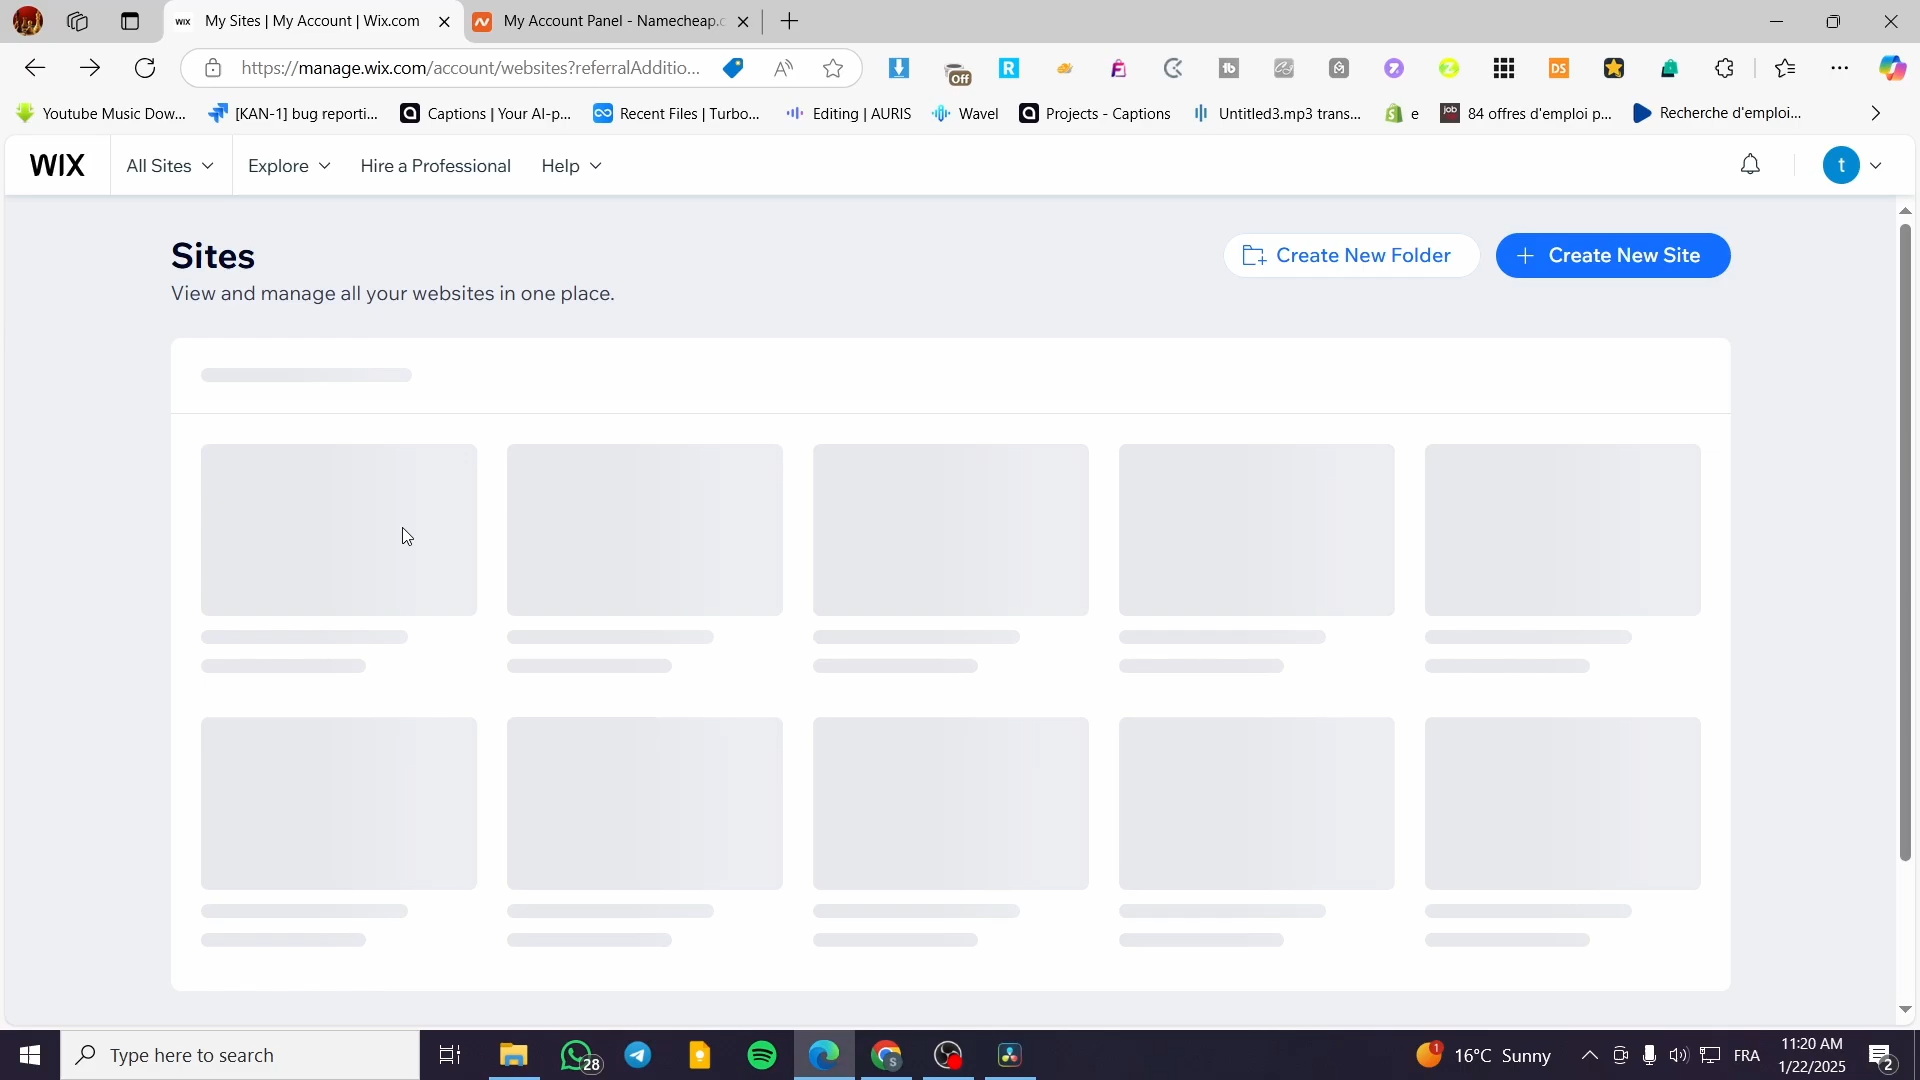 WIX My Sites | My Account | Wix.com
My Account Panel - Namecheap.c
https://manage.wix.com/account/websites?referralAdditio...
Off
Youtube Music Dow...
[KAN-1] bug reporti...
Captions | Your AI-p...
Recent Files | Turbo...
Editing | AURIS
Wavel
Projects - Captions
Untitled3.mp3 trans...
e
84 offres d'emploi p...
Recherche d'emploi...
WIX
All Sites
Explore
Hire a Professional
Help
t
Sites
Create New Folder
+ Create New Site
View and manage all your websites in one place.
Type here to search
28
1
16°C Sunny
FRA
11:20 AM
1/22/2025
2